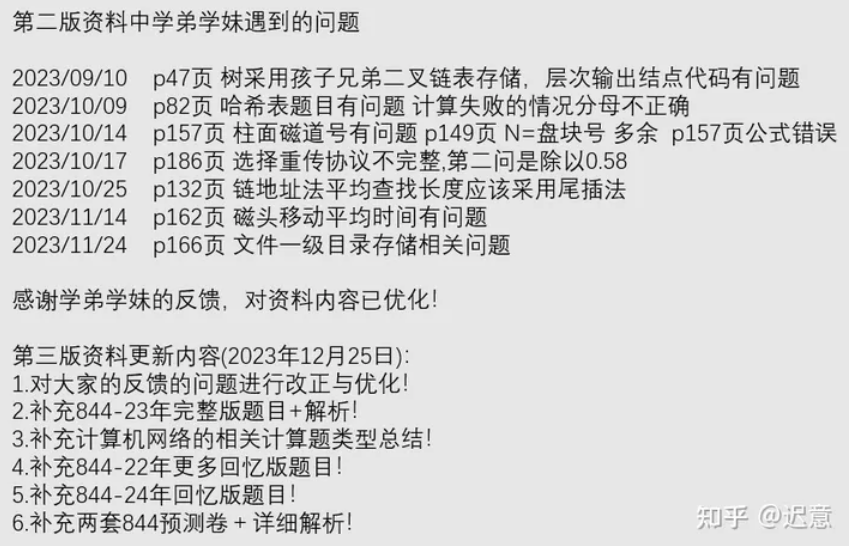 第二版资料中学弟学妹遇到的问题
2023/09/10 p47页 树采用孩子兄弟二叉链表存储，层次输出结点代码有问题
2023/10/09 p82页 哈希表题目有问题 计算失败的情况分母不正确
2023/10/14 p157页 柱面磁道号有问题 p149页 N=盘块号 多余 p157页公式错误
2023/10/17 p186页 选择重传协议不完整,第二问是除以0.58
2023/10/25 p132页 链地址法平均查找长度应该采用尾插法
2023/11/14 p162页 磁头移动平均时间有问题
2023/11/24 p166页 文件一级目录存储相关问题
感谢学弟学妹的反馈，对资料内容已优化！
第三版资料更新内容(2023年12月25日)：
1.对大家的反馈的问题进行改正与优化！
2.补充844-23年完整版题目+解析！
3.补充计算机网络的相关计算题类型总结！
4.补充844-22年更多回忆版题目！
5.补充844-24年回忆版题目！
6.补充两套844预测卷＋详细解析！
知乎 @迟意